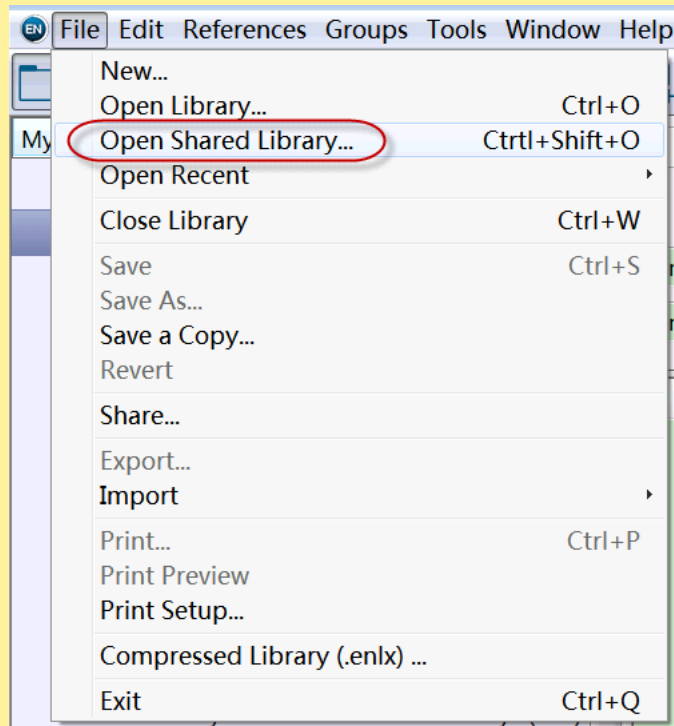 EN File Edit References Groups Tools Window Help
New...
Open Library... Ctrl+O
My Open Shared Library... Ctrtl+Shift+O
Open Recent
Close Library Ctrl+W
Save Ctrl+S
Save As...
Save a Copy...
Revert
Share...
Export...
Import
Print... Ctrl+P
Print Preview
Print Setup...
Compressed Library (.enlx) ...
Exit Ctrl+Q